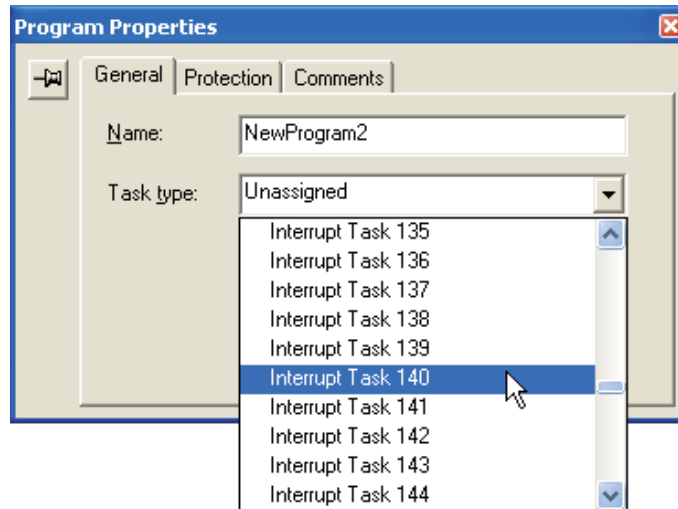 Program Properties
General Protection Comments
Name: NewProgram2
Task type: Unassigned
Interrupt Task 135
Interrupt Task 136
Interrupt Task 137
Interrupt Task 138
Interrupt Task 139
Interrupt Task 140
Interrupt Task 141
Interrupt Task 142
Interrupt Task 143
Interrupt Task 144